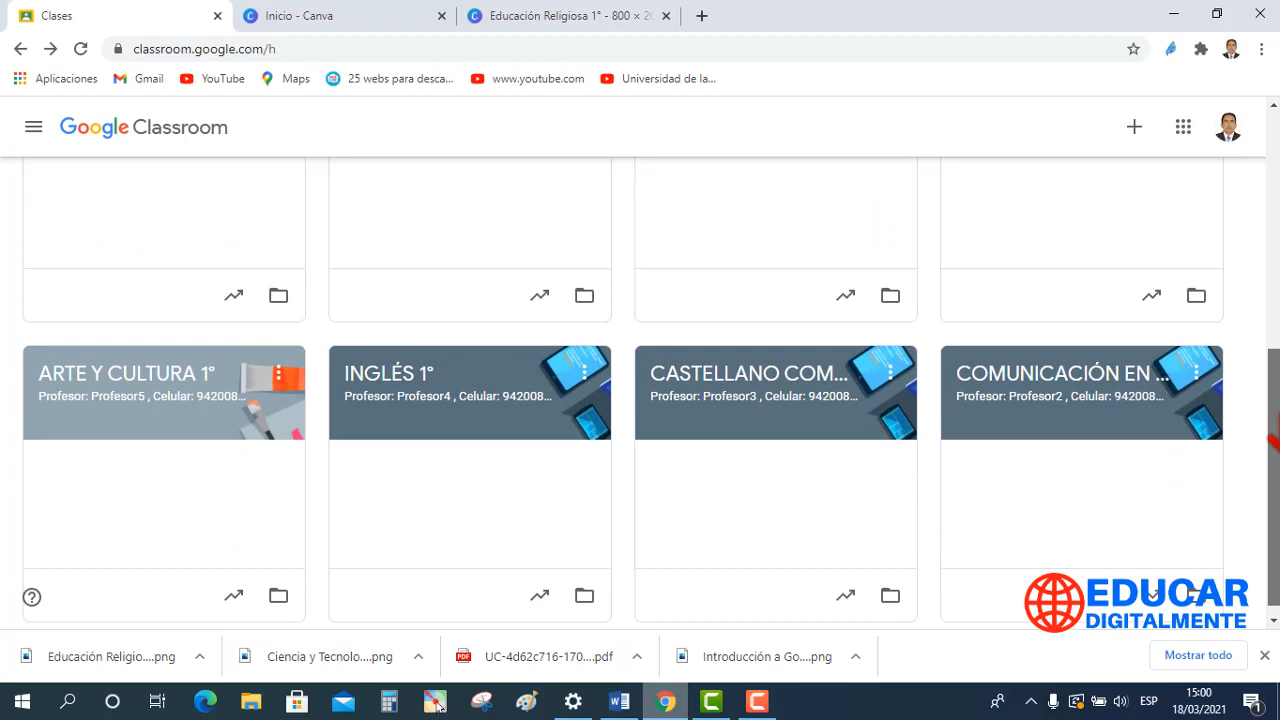 Clases
Inicio - Canva
Educación Religiosa 1° - 800 × 20
classroom.google.com/h
Aplicaciones
Gmail
YouTube
Maps
25 webs para desca...
www.youtube.com
Universidad de la...
Google Classroom
ARTE Y CULTURA 1°
Profesor: Profesor5 , Celular: 942008...
INGLÉS 1°
Profesor: Profesor4 , Celular: 942008...
CASTELLANO COM...
Profesor: Profesor3 , Celular: 942008...
COMUNICACIÓN EN ...
Profesor: Profesor2 , Celular: 942008...
EDUCAR
DIGITALMENTE
Educación Religio....png
Ciencia y Tecnolo....png
UC-4d62c716-170....pdf
Introducción a Go....png
Mostrar todo
ESP
15:00
18/03/2021
1